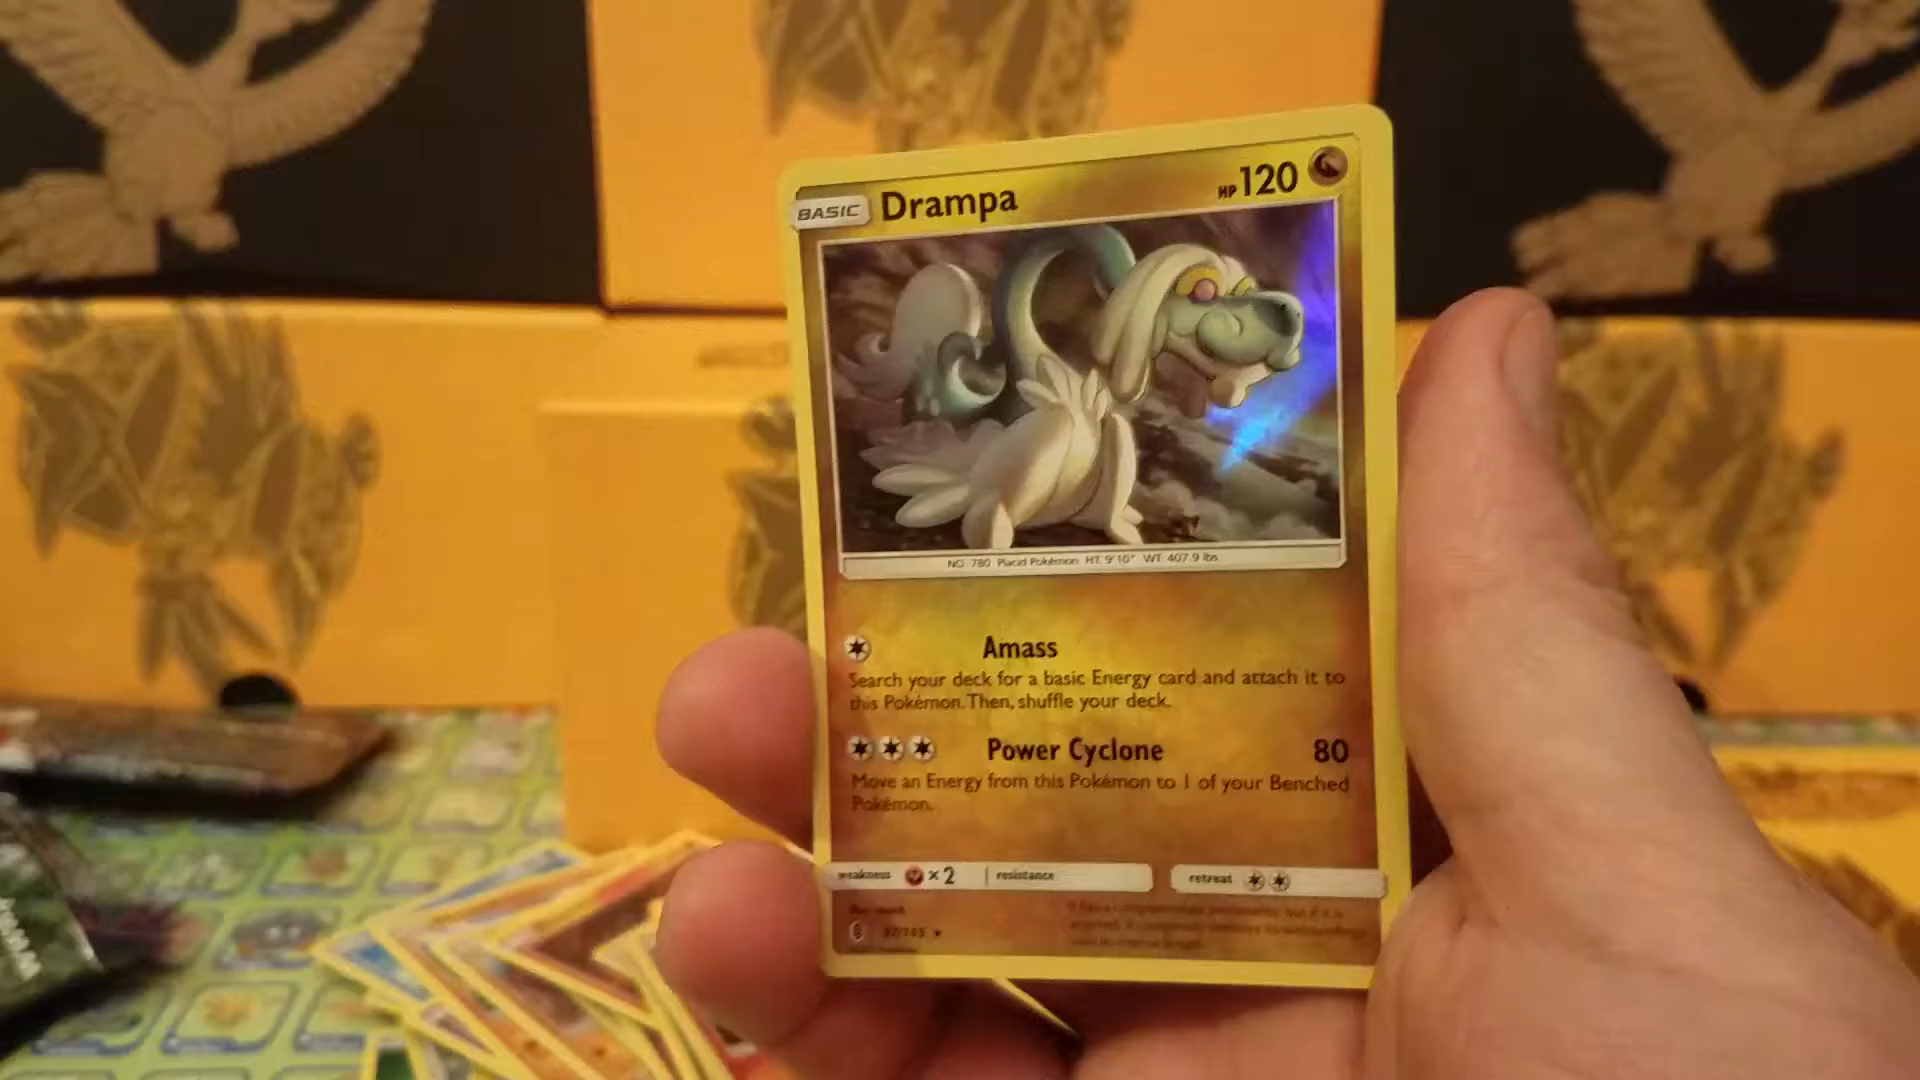 BASIC Drampa HP 120
NO. 780 Placid Pokémon HT: 9'10" WT: 407.9 lbs
Amass
Search your deck for a basic Energy card and attach it to
this Pokémon. Then, shuffle your deck.
Power Cyclone 80
Move an Energy from this Pokémon to 1 of your Benched
Pokémon.
weakness ×2 resistance retreat